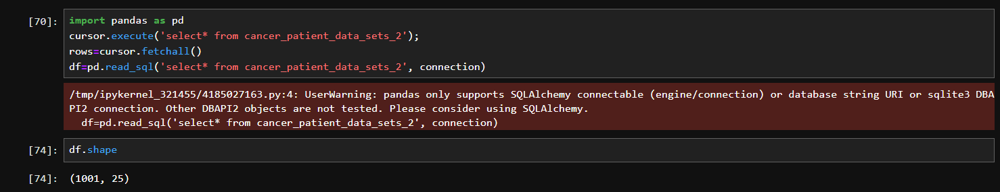 [70]: import pandas as pd
cursor.execute('select* from cancer_patient_data_sets_2');
rows=cursor.fetchall()
df=pd.read_sql('select* from cancer_patient_data_sets_2', connection)
/tmp/ipykernel_321455/4185027163.py:4: UserWarning: pandas only supports SQLAlchemy connectable (engine/connection) or database string URI or sqlite3 DBA
PI2 connection. Other DBAPI2 objects are not tested. Please consider using SQLAlchemy.
  df=pd.read_sql('select* from cancer_patient_data_sets_2', connection)
[74]: df.shape
[74]: (1001, 25)